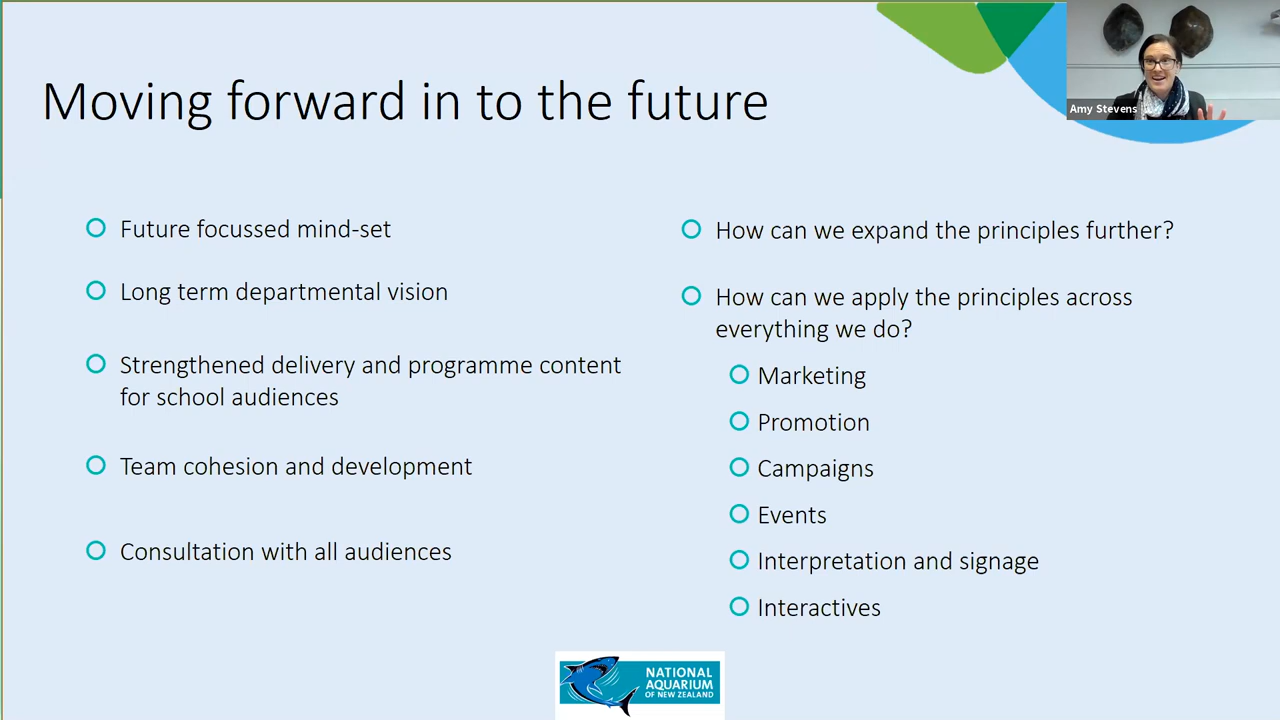 Moving forward in to the future
Amy Stevens
Future focussed mind-set
Long term departmental vision
Strengthened delivery and programme content
for school audiences
Team cohesion and development
Consultation with all audiences
How can we expand the principles further?
How can we apply the principles across
everything we do?
Marketing
Promotion
Campaigns
Events
Interpretation and signage
Interactives
NATIONAL
AQUARIUM
OF NEW ZEALAND